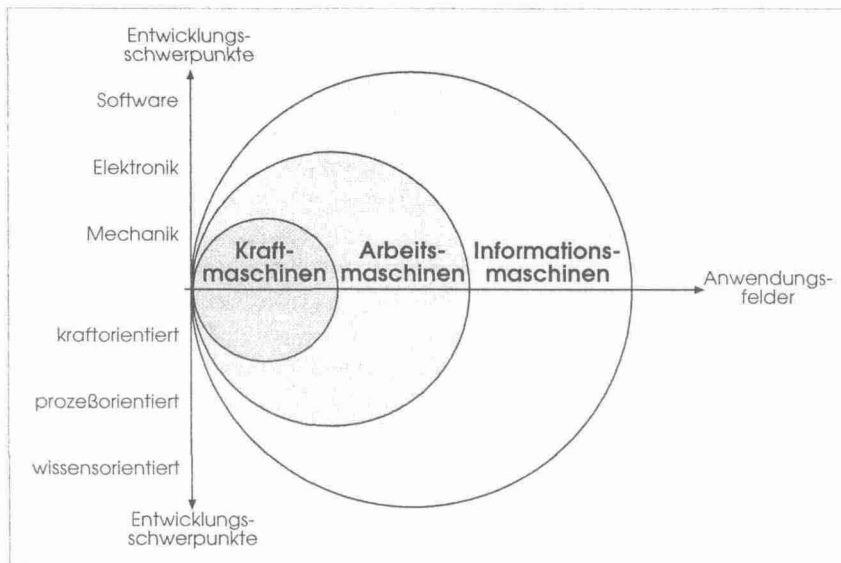 Entwicklungs-
schwerpunkte
Software
Elektronik
Mechanik
Kraft-
maschinen
Arbeits-
maschinen
Informations-
maschinen
Anwendungs-
felder
kraftorientiert
prozeßorientiert
wissensorientiert
Entwicklungs-
schwerpunkte